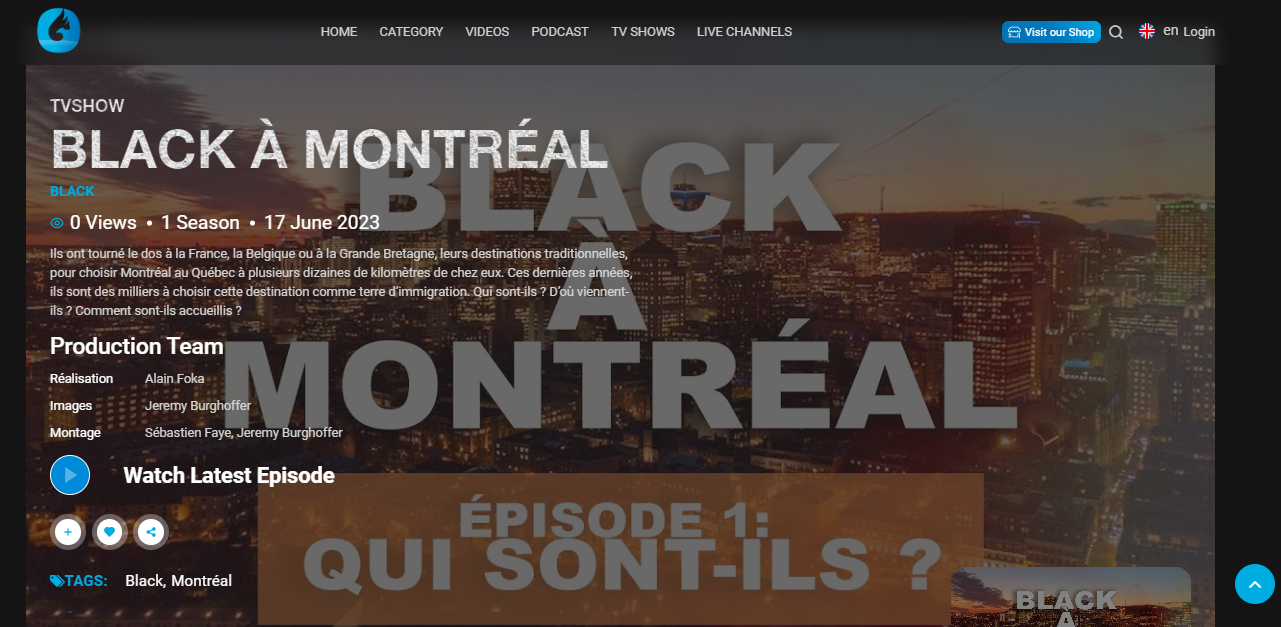 HOME CATEGORY VIDEOS PODCAST TV SHOWS LIVE CHANNELS Visit our Shop en Login
TVSHOW
BLACK À MONTRÉAL
BLACK
0 Views • 1 Season • 17 June 2023
Ils ont tourné le dos à la France, la Belgique ou à la Grande Bretagne, leurs destinations traditionnelles,
pour choisir Montréal au Québec à plusieurs dizaines de kilomètres de chez eux. Ces dernières années,
ils sont des milliers à choisir cette destination comme terre d'immigration. Qui sont-ils ? D'où viennent-
ils ? Comment sont-ils accueillis ?
Production Team
Réalisation Alain Foka
Images Jeremy Burghoffer
Montage Sébastien Faye, Jeremy Burghoffer
Watch Latest Episode
TAGS: Black, Montréal
BLACK
À
MONTRÉAL
ÉPISODE 1:
QUI SONT-ILS ?
BLACK
À